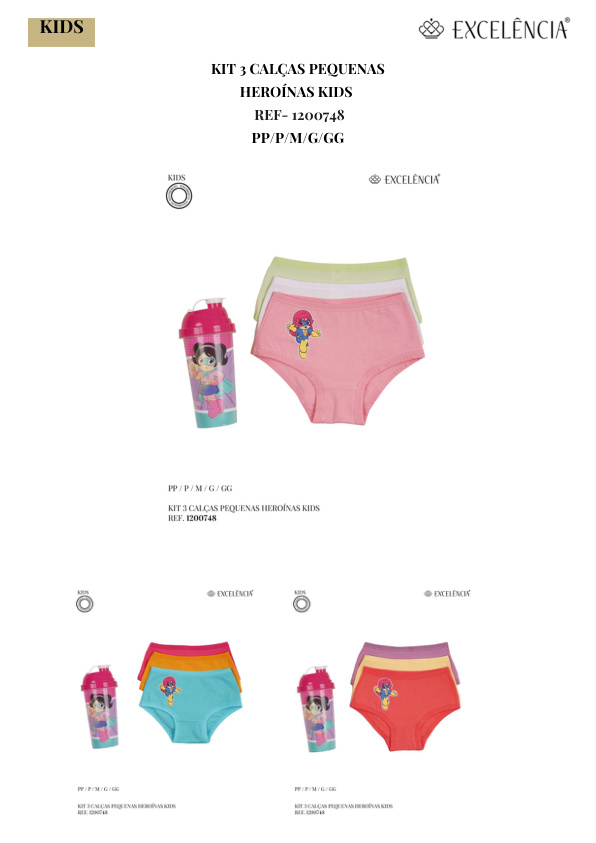 KIDS
EXCELÊNCIA®
KIT 3 CALÇAS PEQUENAS
HEROÍNAS KIDS
REF- 1200748
PP/P/M/G/GG
KIDS
EXCELÊNCIA®
PP / P / M / G / GG
KIT 3 CALÇAS PEQUENAS HEROÍNAS KIDS
REF. 1200748
KIDS
EXCELÊNCIA®
KIDS
EXCELÊNCIA®
PP / P / M / G / GG
PP / P / M / G / GG
KIT 3 CALÇAS PEQUENAS HEROÍNAS KIDS
REF. 1200748
KIT 3 CALÇAS PEQUENAS HEROÍNAS KIDS
REF. 1200748